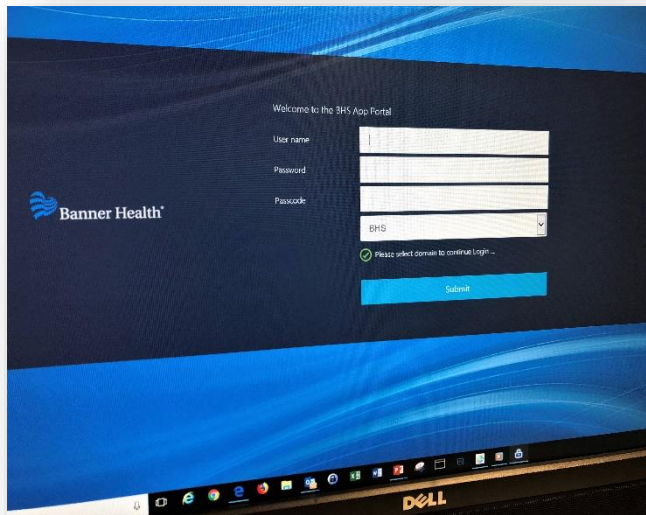 Welcome to the BHS App Portal
User name
Password
Passcode
Banner Health®
BHS
Please select domain to continue Login ...
Submit
DELL